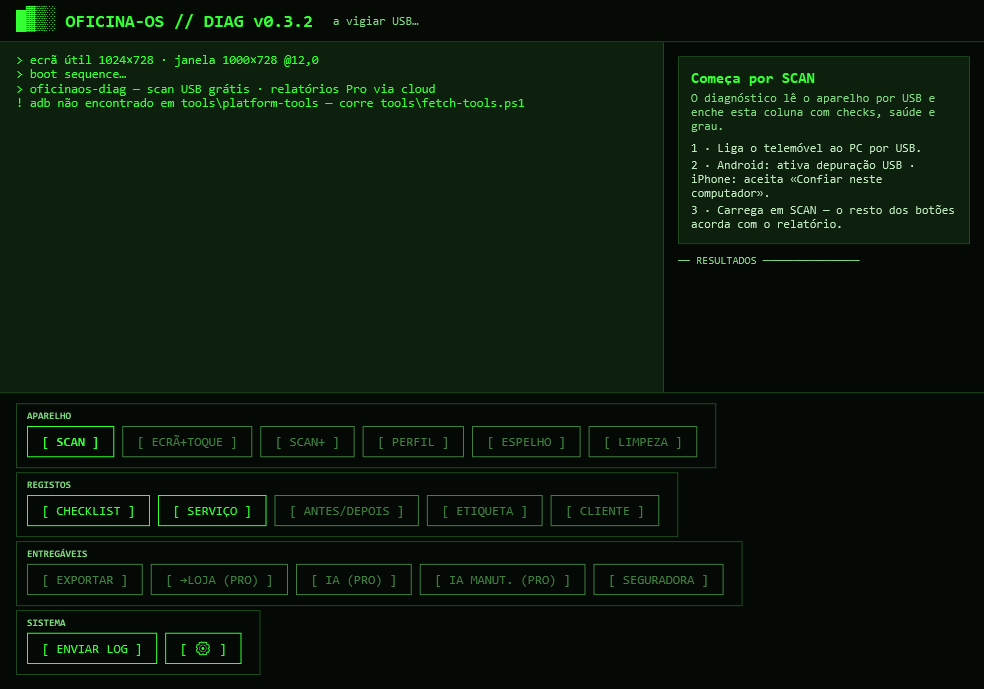 OFICINA-OS // DIAG v0.3.2 a vigiar USB…
> ecrã útil 1024×728 · janela 1000×728 @12,0
> boot sequence…
> oficinaos-diag — scan USB grátis · relatórios Pro via cloud
! adb não encontrado em tools\platform-tools — corre tools\fetch-tools.ps1
Começa por SCAN
O diagnóstico lê o aparelho por USB e
enche esta coluna com checks, saúde e
grau.
1 · Liga o telemóvel ao PC por USB.
2 · Android: ativa depuração USB ·
iPhone: aceita «Confiar neste
computador».
3 · Carrega em SCAN — o resto dos botões
acorda com o relatório.
── RESULTADOS ────────────────
APARELHO
[ SCAN ] [ ECRÃ+TOQUE ] [ SCAN+ ] [ PERFIL ] [ ESPELHO ] [ LIMPEZA ]
REGISTOS
[ CHECKLIST ] [ SERVIÇO ] [ ANTES/DEPOIS ] [ ETIQUETA ] [ CLIENTE ]
ENTREGÁVEIS
[ EXPORTAR ] [ →LOJA (PRO) ] [ IA (PRO) ] [ IA MANUT. (PRO) ] [ SEGURADORA ]
SISTEMA
[ ENVIAR LOG ] [ ⚙ ]